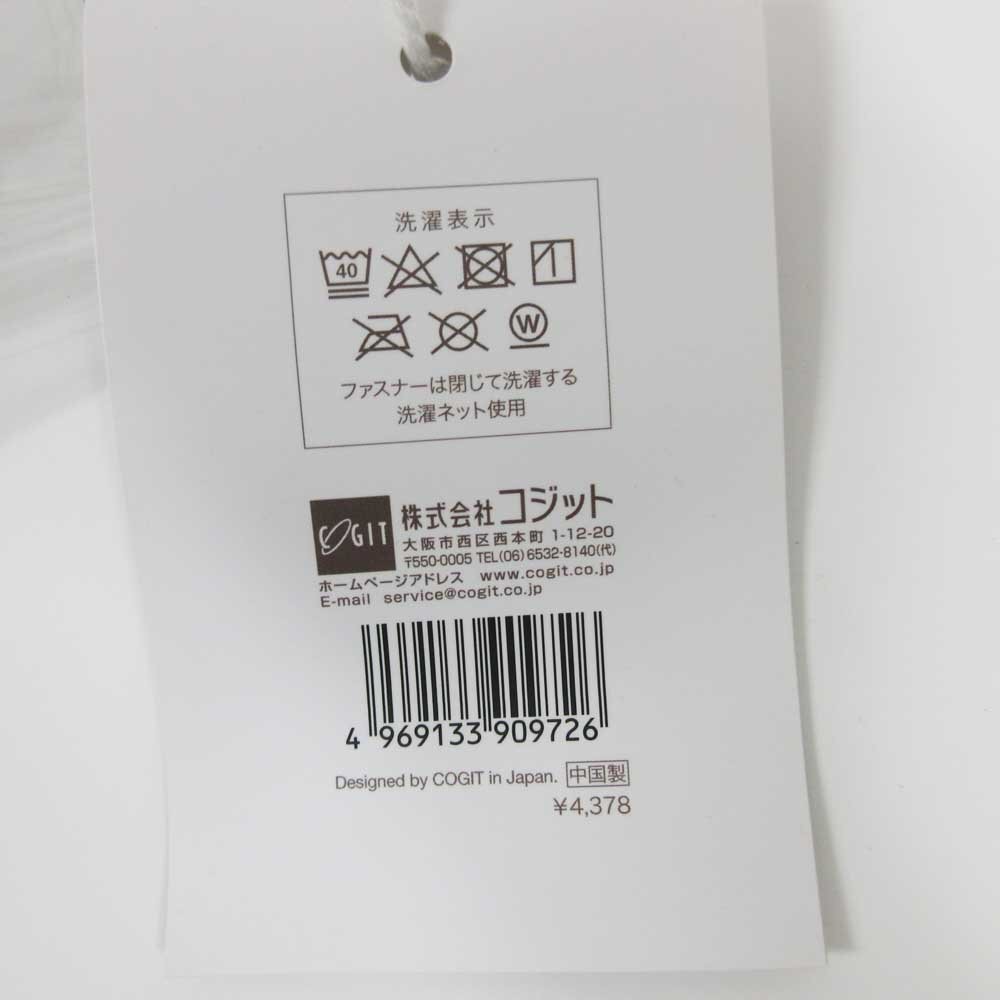 洗濯表示
40
W
ファスナーは閉じて洗濯する
洗濯ネット使用
COGIT
株式会社コジット
大阪市西区西本町 1-12-20
〒550-0005 TEL(06)6532-8140(代)
ホームページアドレス www.cogit.co.jp
E-mail service@cogit.co.jp
4 969133 909726
Designed by COGIT in Japan. 中国製
¥4,378